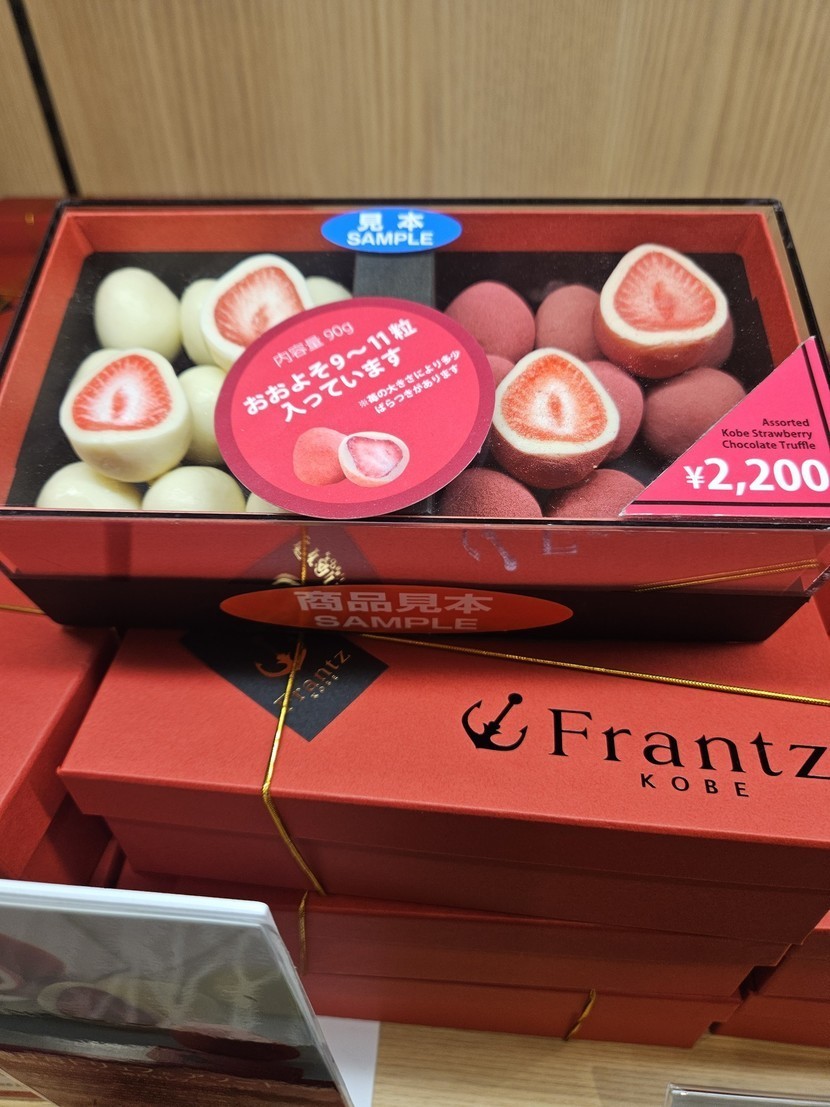 見本
SAMPLE
内容量 90g
おおよそ9～11粒
入っています
※苺の大きさにより多少
ばらつきがあります
Assorted
Kobe Strawberry
Chocolate Truffle
¥2,200
商品見本
SAMPLE
Frantz
KOBE
Frantz
KOBE